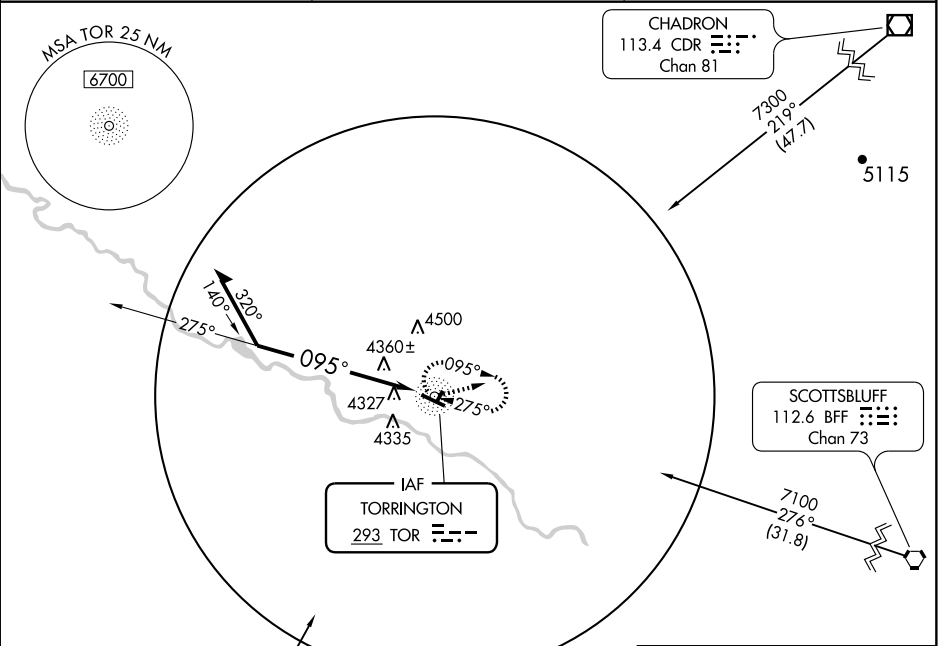 MSA TOR 25 NM
6700
CHADRON
113.4 CDR
Chan 81
7300
219°
(47.7)
5115
320°
140°
275°
095°
4500
4360±
4327
4335
095°
275°
IAF
TORRINGTON
293 TOR
SCOTTSBLUFF
112.6 BFF
Chan 73
7100
276°
(31.8)